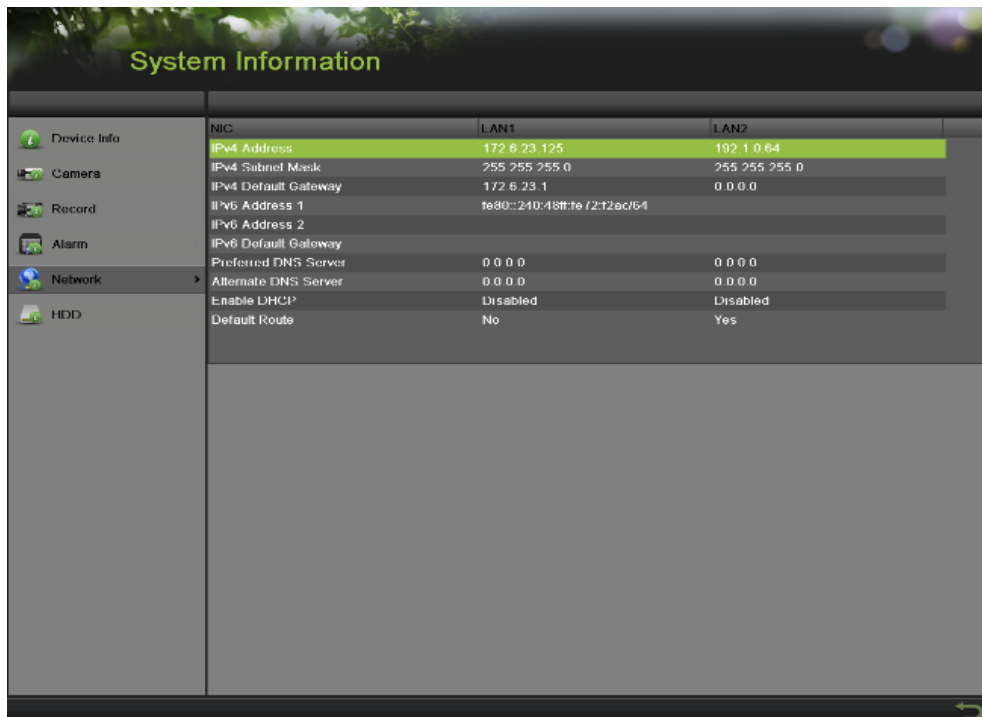 System Information
Device Info
Camera
Record
Alarm
Network
HDD
NIC LAN1 LAN2
IPv4 Address 172.6.23.125 192.1.0.64
IPv4 Subnet Mask 255.255.255.0 255.255.255.0
IPv4 Default Gateway 172.6.23.1 0.0.0.0
IPv6 Address 1 fe80::240:48ff:fe72:f2ac/64
IPv6 Address 2
IPv6 Default Gateway
Preferred DNS Server 0.0.0.0 0.0.0.0
Alternate DNS Server 0.0.0.0 0.0.0.0
Enable DHCP Disabled Disabled
Default Route No Yes